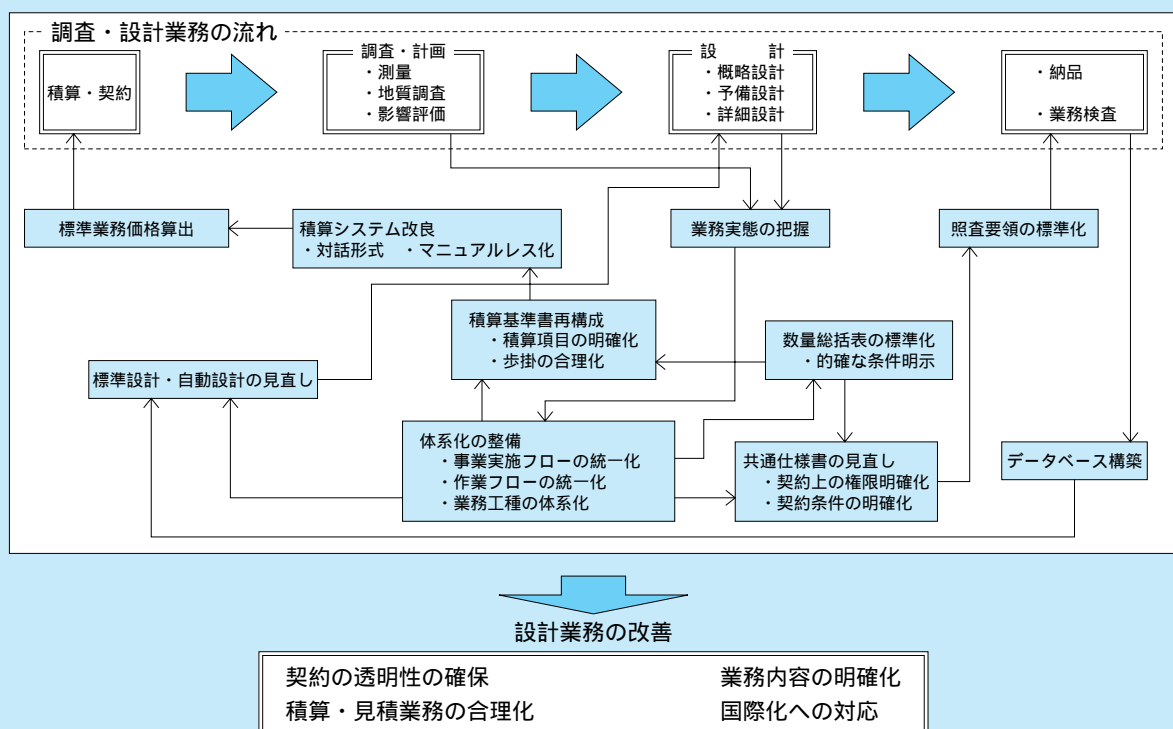 調査・設計業務の流れ
積算・契約
調査・計画
・測量
・地質調査
・影響評価
設　　計
・概略設計
・予備設計
・詳細設計
・納品
・業務検査
標準業務価格算出
積算システム改良
・対話形式　・マニュアルレス化
業務実態の把握
照査要領の標準化
積算基準書再構成
・積算項目の明確化
・歩掛の合理化
数量総括表の標準化
・的確な条件明示
標準設計・自動設計の見直し
体系化の整備
・事業実施フローの統一化
・作業フローの統一化
・業務工種の体系化
共通仕様書の見直し
・契約上の権限明確化
・契約条件の明確化
データベース構築
設計業務の改善
契約の透明性の確保　業務内容の明確化
積算・見積業務の合理化　国際化への対応